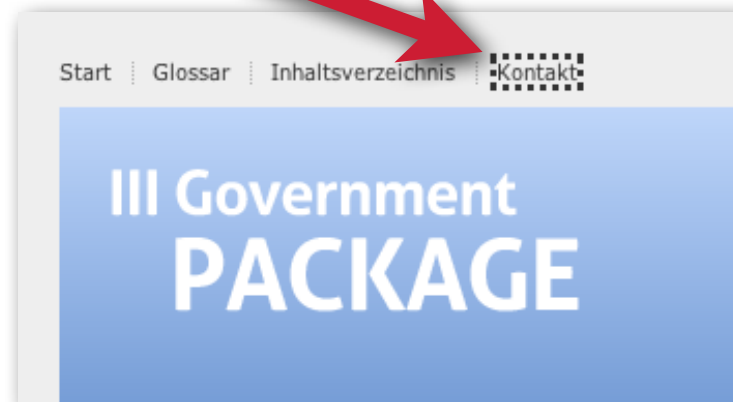 Start Glossar Inhaltsverzeichnis Kontakt
III Government
PACKAGE